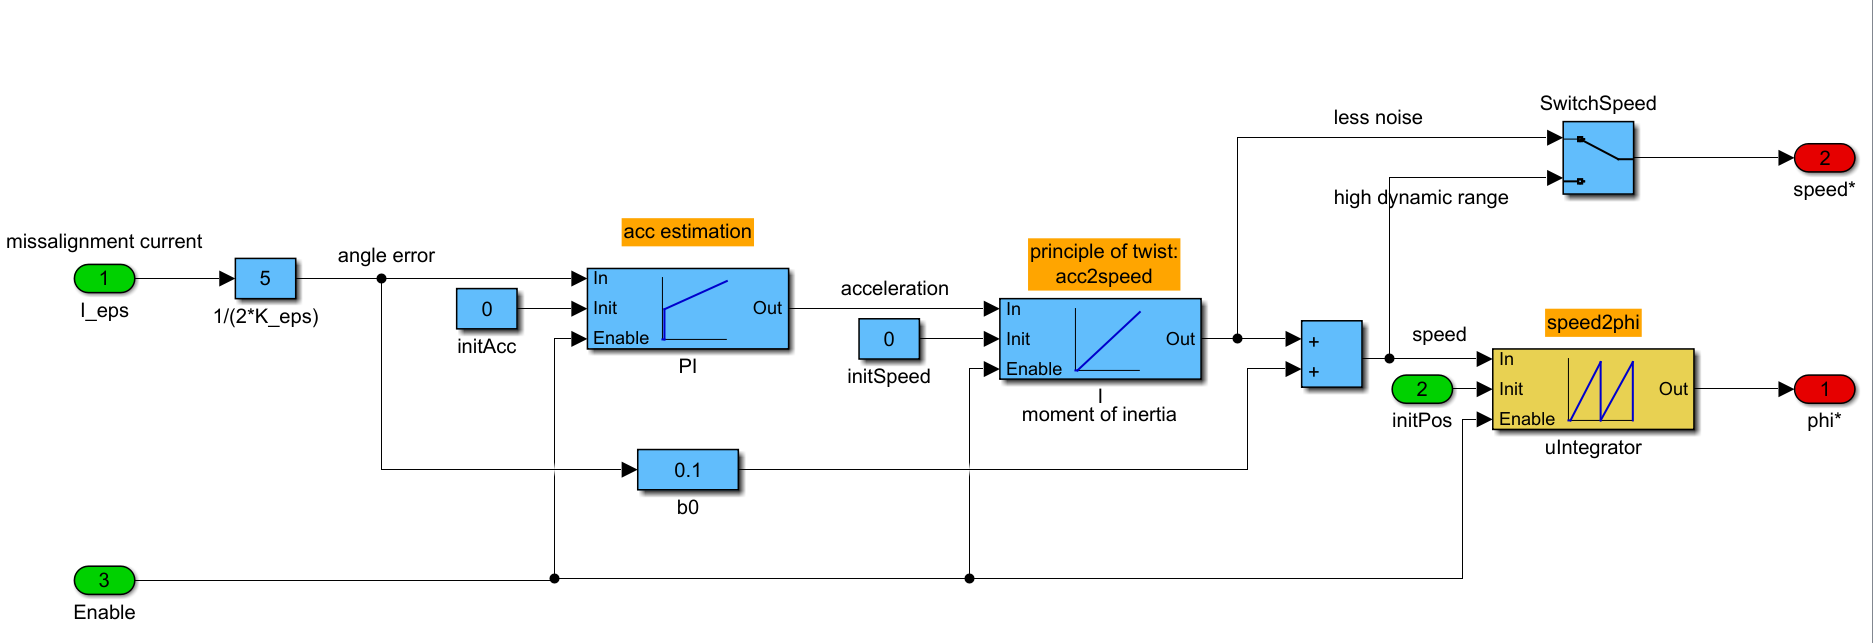 SwitchSpeed
less noise
2
speed*
high dynamic range
missalignment current
1
I_eps
5
1/(2*K_eps)
angle error
acc estimation
In
Init
Enable
Out
PI
0
initAcc
acceleration
principle of twist:
acc2speed
In
Init
Enable
Out
I
moment of inertia
0
initSpeed
+
+
speed
speed2phi
In
Init
Enable
Out
uIntegrator
2
initPos
1
phi*
0.1
b0
3
Enable